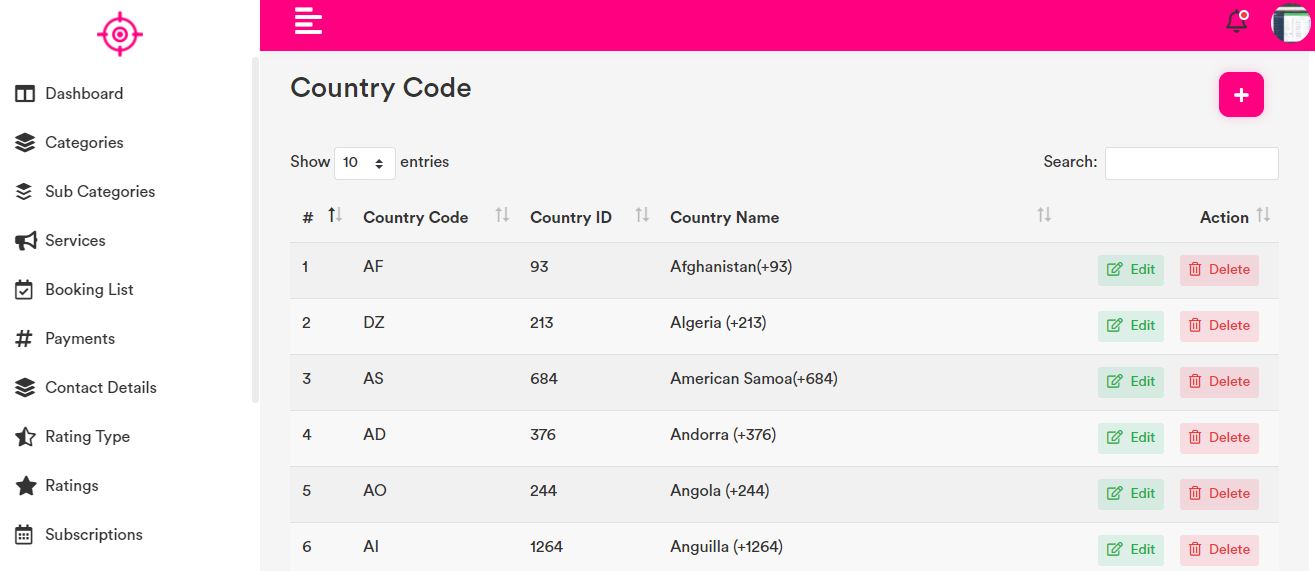 Dashboard
Categories
Sub Categories
Services
Booking List
Payments
Contact Details
Rating Type
Ratings
Subscriptions
Country Code
+
Show 10 entries
Search:
# Country Code Country ID Country Name Action
1 AF 93 Afghanistan(+93) Edit Delete
2 DZ 213 Algeria (+213) Edit Delete
3 AS 684 American Samoa(+684) Edit Delete
4 AD 376 Andorra (+376) Edit Delete
5 AO 244 Angola (+244) Edit Delete
6 AI 1264 Anguilla (+1264) Edit Delete